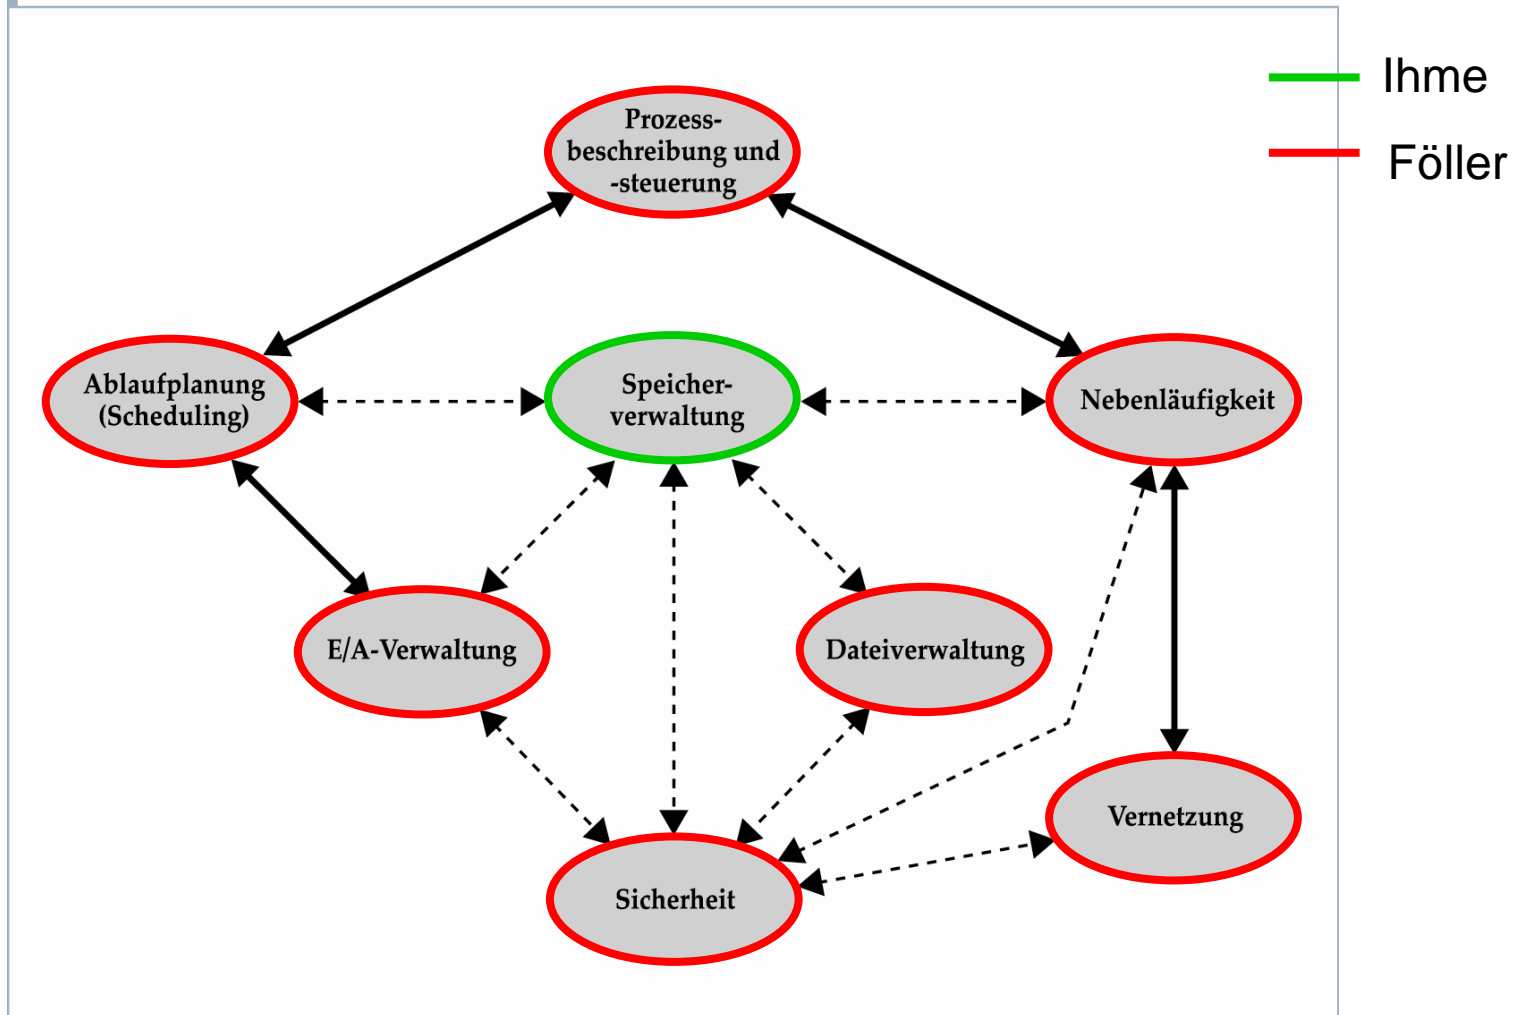 Ihme
Föller
Prozess-
beschreibung und
-steuerung
Ablaufplanung
(Scheduling)
Speicher-
verwaltung
Nebenläufigkeit
E/A-Verwaltung
Dateiverwaltung
Vernetzung
Sicherheit